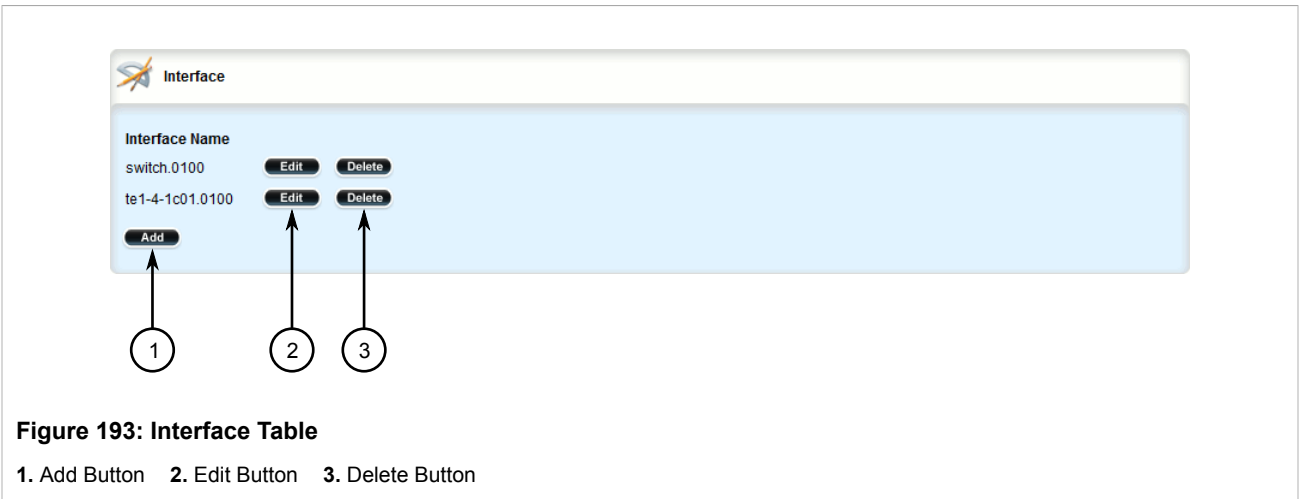 Interface
Interface Name
switch.0100 Edit Delete
te1-4-1c01.0100 Edit Delete
Add
1 2 3
Figure 193: Interface Table
1. Add Button 2. Edit Button 3. Delete Button